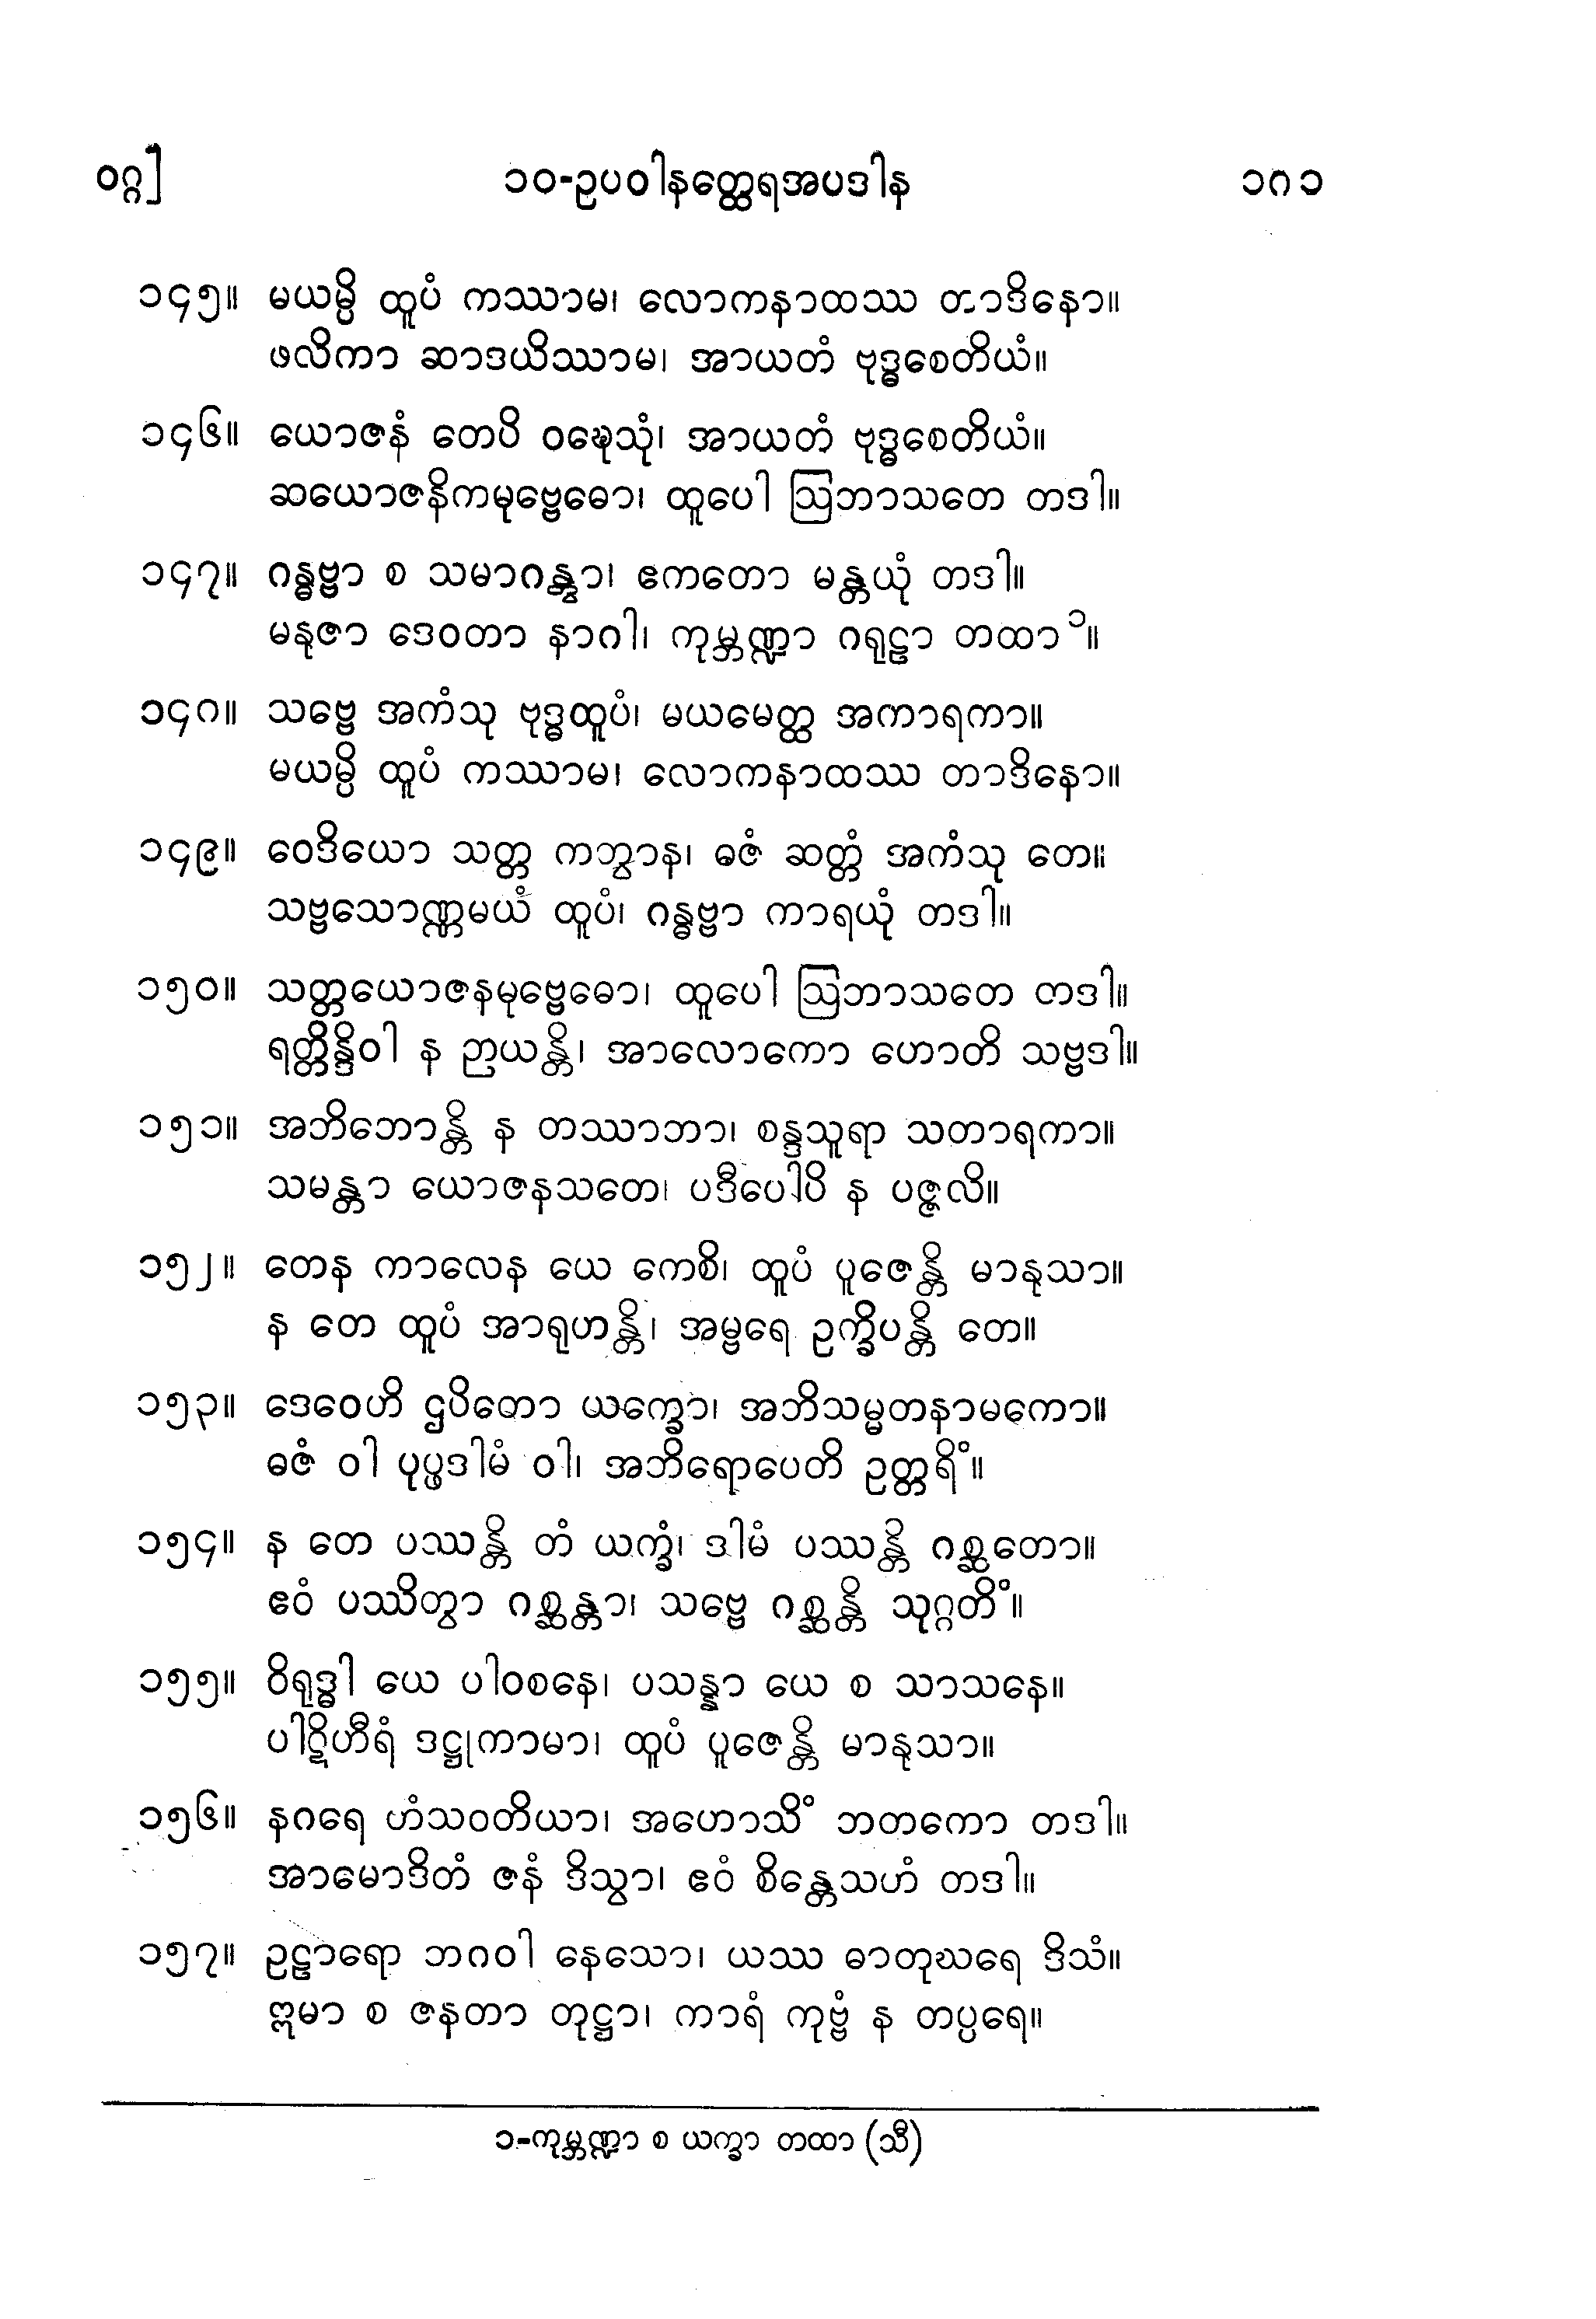 ဝဂ္ဂ] ၁ဝ-ဥပဝါနတ္ထေရအပဒါန ၁ဂ၁
၁၄၅။ မယမ္ပိ ထူပံ ကဿာမ၊ လောကနာထဿ တာဒိနော။
ဖလိကာ ဆာဒယိဿာမ၊ အာယတံ ဗုဒ္ဓစေတိယံ။
၁၄၆။ ယောဇနံ တေပိ ဝဍ္ဎေသုံ၊ အာယတံ ဗုဒ္ဓစေတိယံ။
ဆယောဇနိကမုဗ္ဗေဓော၊ ထူပေါ ဩဘာသတေ တဒါ။
၁၄၇။ ဂန္ဓဗ္ဗာ စ သမာဂန္တွာ၊ ဧကတော မန္တယုံ တဒါ။
မနုဇာ ဒေဝတာ နာဂါ၊ ကုမ္ဘဏ္ဍာ ဂရုဠာ တထာ ၁။
၁၄ဂ။ သဗ္ဗေ အကံသု ဗုဒ္ဓထူပံ၊ မယမေတ္ထ အကာရကာ။
မယမ္ပိ ထူပံ ကဿာမ၊ လောကနာထဿ တာဒိနော။
၁၄၉။ ဝေဒိယော သတ္တ ကတွာန၊ ဓဇံ ဆတ္တံ အကံသု တေ။
သဗ္ဗသောဏ္ဏမယံ ထူပံ၊ ဂန္ဓဗ္ဗာ ကာရယုံ တဒါ။
၁၅ဝ။ သတ္တယောဇနမုဗ္ဗေဓော၊ ထူပေါ ဩဘာသတေ တဒါ။
ရတ္တိန္ဒိဝါ န ဉာယန္တိ၊ အာလောကော ဟောတိ သဗ္ဗဒါ။
၁၅၁။ အဘိဘောန္တိ န တဿာဘာ၊ စန္ဒသူရာ သတာရကာ။
သမန္တာ ယောဇနသတေ၊ ပဒီပေါပိ န ပဇ္ဇလိ။
၁၅၂။ တေန ကာလေန ယေ ကေစိ၊ ထူပံ ပူဇေန္တိ မာနုသာ။
န တေ ထူပံ အာရုဟန္တိ၊ အမ္ဗရေ ဥက္ခိပန္တိ တေ။
၁၅၃။ ဒေဝေဟိ ဌပိတော ယက္ခော၊ အဘိသမ္မတနာမကော။
ဓဇံ ဝါ ပုပ္ဖဒါမံ ဝါ၊ အဘိရောပေတိ ဥတ္တရိံ။
၁၅၄။ န တေ ပဿန္တိ တံ ယက္ခံ၊ ဒါမံ ပဿန္တိ ဂစ္ဆတော။
ဧဝံ ပဿိတွာ ဂစ္ဆန္တာ၊ သဗ္ဗေ ဂစ္ဆန္တိ သုဂ္ဂတိံ။
၁၅၅။ ဝိရုဒ္ဓါ ယေ ပါဝစနေ၊ ပသန္နာ ယေ စ သာသနေ။
ပါဋိဟီရံ ဒဋ္ဌုကာမာ၊ ထူပံ ပူဇေန္တိ မာနုသာ။
၁၅၆။ နဂရေ ဟံသဝတိယာ၊ အဟောသိံ ဘတကော တဒါ။
အာမောဒိတံ ဇနံ ဒိသွာ၊ ဧဝံ စိန္တေသဟံ တဒါ။
၁၅၇။ ဥဠာရော ဘဂဝါ နေသော၊ ယဿ ဓာတုဃရေ ဒိသံ။
ဣမာ စ ဇနတာ တုဋ္ဌာ၊ ကာရံ ကုဗ္ဗံ န တပ္ပရေ။
၁-ကုမ္ဘဏ္ဍာ စ ယက္ခာ တထာ (သီ)